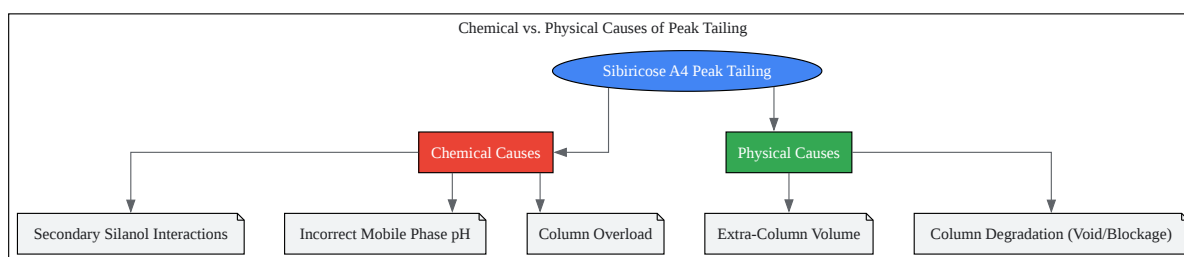 Chemical vs. Physical Causes of Peak Tailing
Sibiricose A4 Peak Tailing
Chemical Causes
Physical Causes
Secondary Silanol Interactions
Incorrect Mobile Phase pH
Column Overload
Extra-Column Volume
Column Degradation (Void/Blockage)